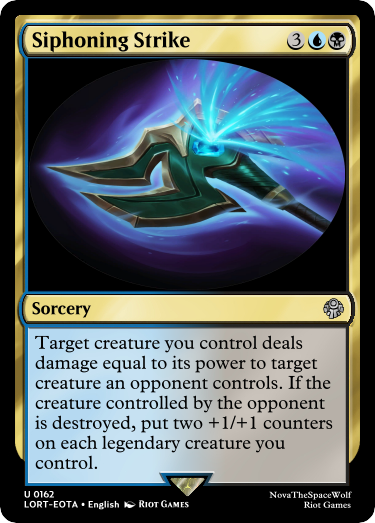 Siphoning Strike 3
Sorcery
Target creature you control deals
damage equal to its power to target
creature an opponent controls. If the
creature controlled by the opponent
is destroyed, put two +1/+1 counters
on each legendary creature you
control.
U 0162
LORT-EOTA • English RIOT GAMES
NovaTheSpaceWolf
Riot Games